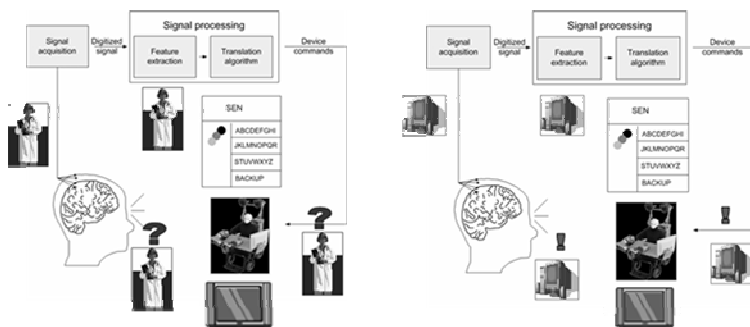 Signal processing
Signal
acquisition
Digitized
signal
Feature
extraction
Translation
algorithm
Device
commands
SEN
ABCDEFGHI
JKLMNOPQR
STUVWXYZ
BACKUP
?
?
Signal processing
Signal
acquisition
Digitized
signal
Feature
extraction
Translation
algorithm
Device
commands
SEN
ABCDEFGHI
JKLMNOPQR
STUVWXYZ
BACKUP
!
!